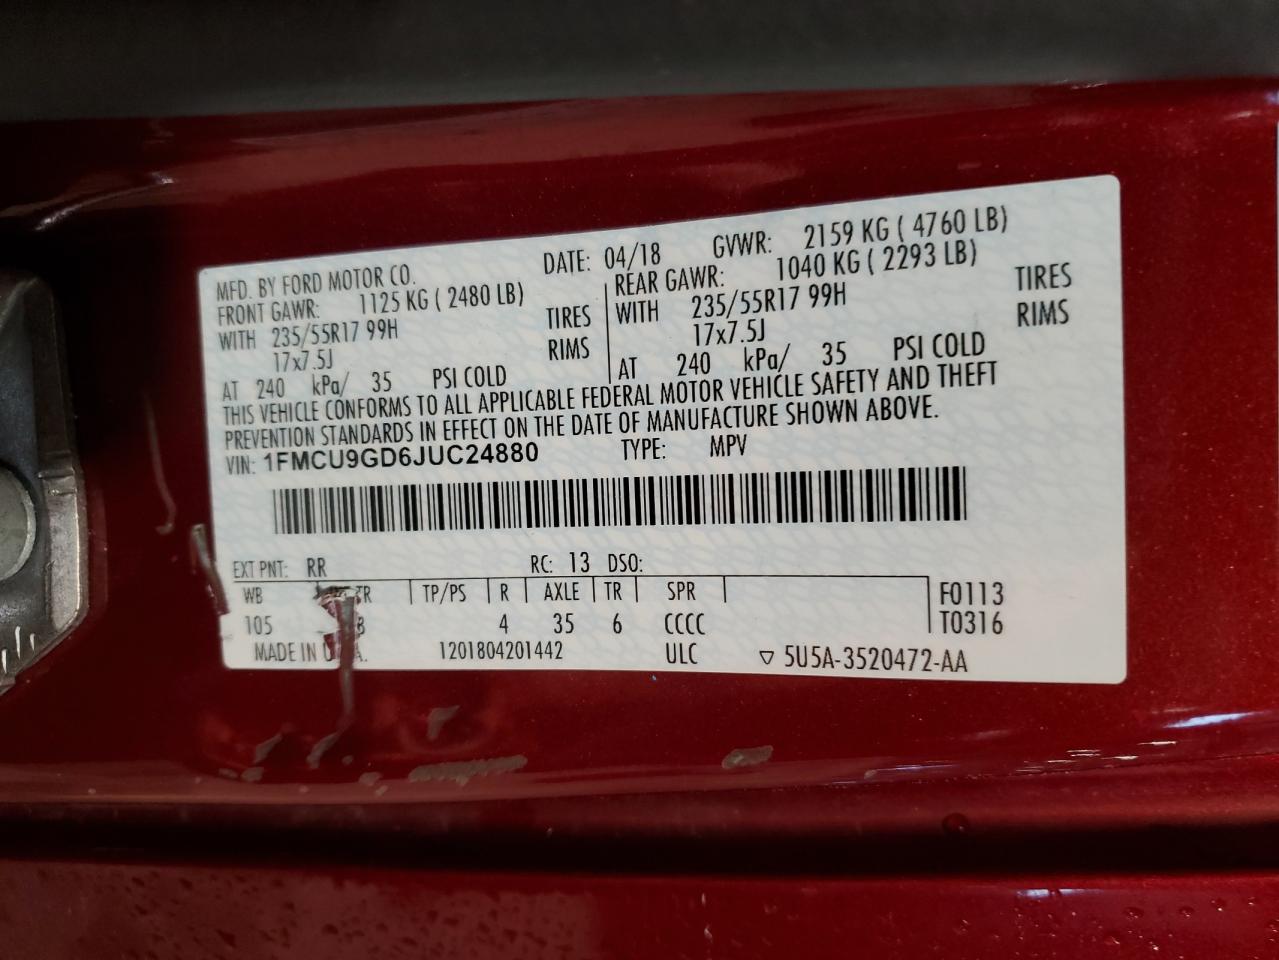 MFD. BY FORD MOTOR CO. DATE: 04/18 GVWR: 2159 KG ( 4760 LB)
FRONT GAWR: 1125 KG ( 2480 LB) REAR GAWR: 1040 KG ( 2293 LB)
WITH 235/55R17 99H TIRES WITH 235/55R17 99H TIRES
17x7.5J RIMS 17x7.5J RIMS
AT 240 kPa/ 35 PSI COLD AT 240 kPa/ 35 PSI COLD
THIS VEHICLE CONFORMS TO ALL APPLICABLE FEDERAL MOTOR VEHICLE SAFETY AND THEFT
PREVENTION STANDARDS IN EFFECT ON THE DATE OF MANUFACTURE SHOWN ABOVE.
VIN: 1FMCU9GD6JUC24880 TYPE: MPV
EXT PNT: RR RC: 13 DSO:
WB TR TP/PS R AXLE TR SPR F0113
105 4 35 6 CCCC T0316
MADE IN 1201804201442 ULC ▽ 5U5A-3520472-AA